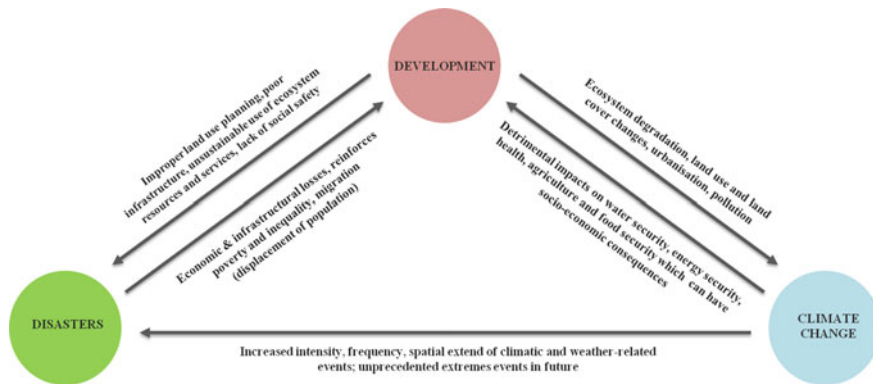 DEVELOPMENT
Improper land use planning, poor
infrastructure, unsustainable use of ecosystem
resources and services, lack of social safety
Economic & infrastructural losses, reinforces
poverty and inequality, migration
(displacement of population)
Ecosystem degradation, land use and land
cover changes, urbanisation, pollution
Detrimental impacts on water security, energy security,
health, agriculture and food security which can have
socio-economic consequences
DISASTERS
CLIMATE
CHANGE
Increased intensity, frequency, spatial extend of climatic and weather-related
events; unprecedented extremes events in future